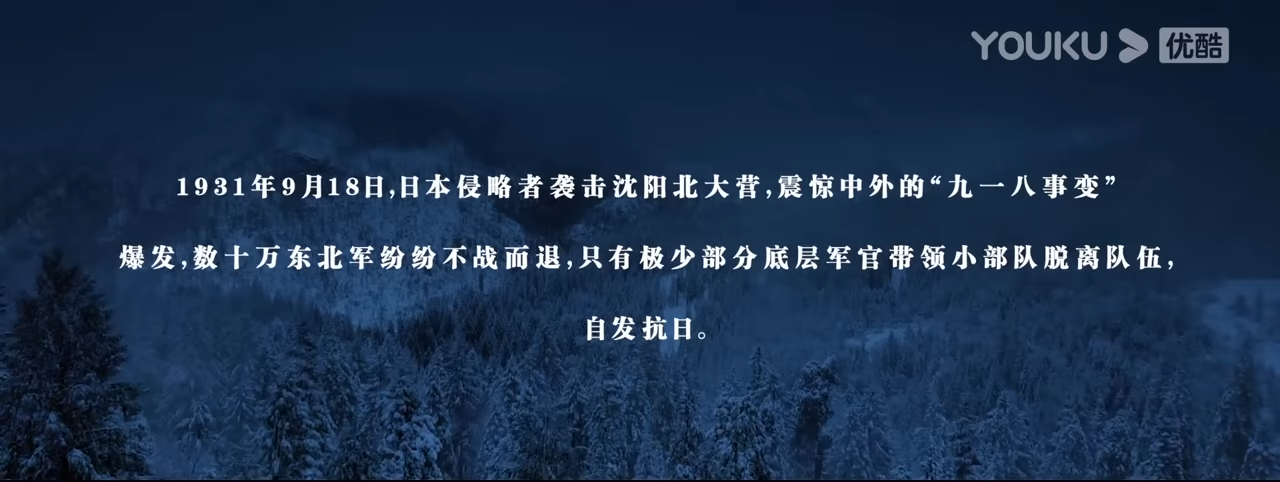 YOUKU 优酷
1931年9月18日,日本侵略者袭击沈阳北大营,震惊中外的“九一八事变”
爆发,数十万东北军纷纷不战而退,只有极少部分底层军官带领小部队脱离队伍,
自发抗日。